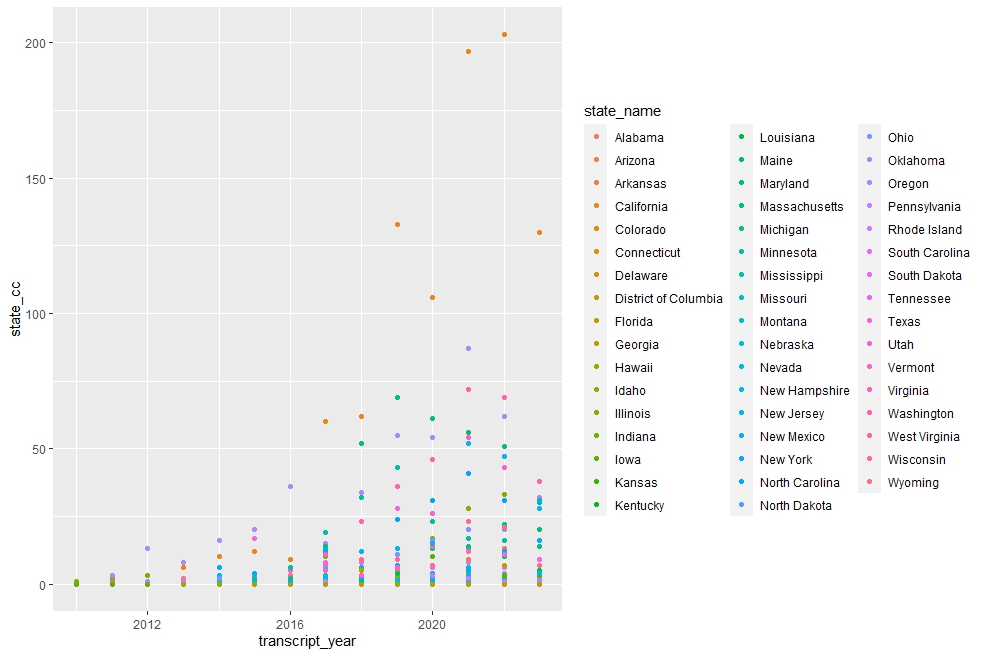 state_cc
200
150
100
50
0
2012
2016
2020
transcript_year
state_name
Alabama
Arizona
Arkansas
California
Colorado
Connecticut
Delaware
District of Columbia
Florida
Georgia
Hawaii
Idaho
Illinois
Indiana
Iowa
Kansas
Kentucky
Louisiana
Maine
Maryland
Massachusetts
Michigan
Minnesota
Mississippi
Missouri
Montana
Nebraska
Nevada
New Hampshire
New Jersey
New Mexico
New York
North Carolina
North Dakota
Ohio
Oklahoma
Oregon
Pennsylvania
Rhode Island
South Carolina
South Dakota
Tennessee
Texas
Utah
Vermont
Virginia
Washington
West Virginia
Wisconsin
Wyoming